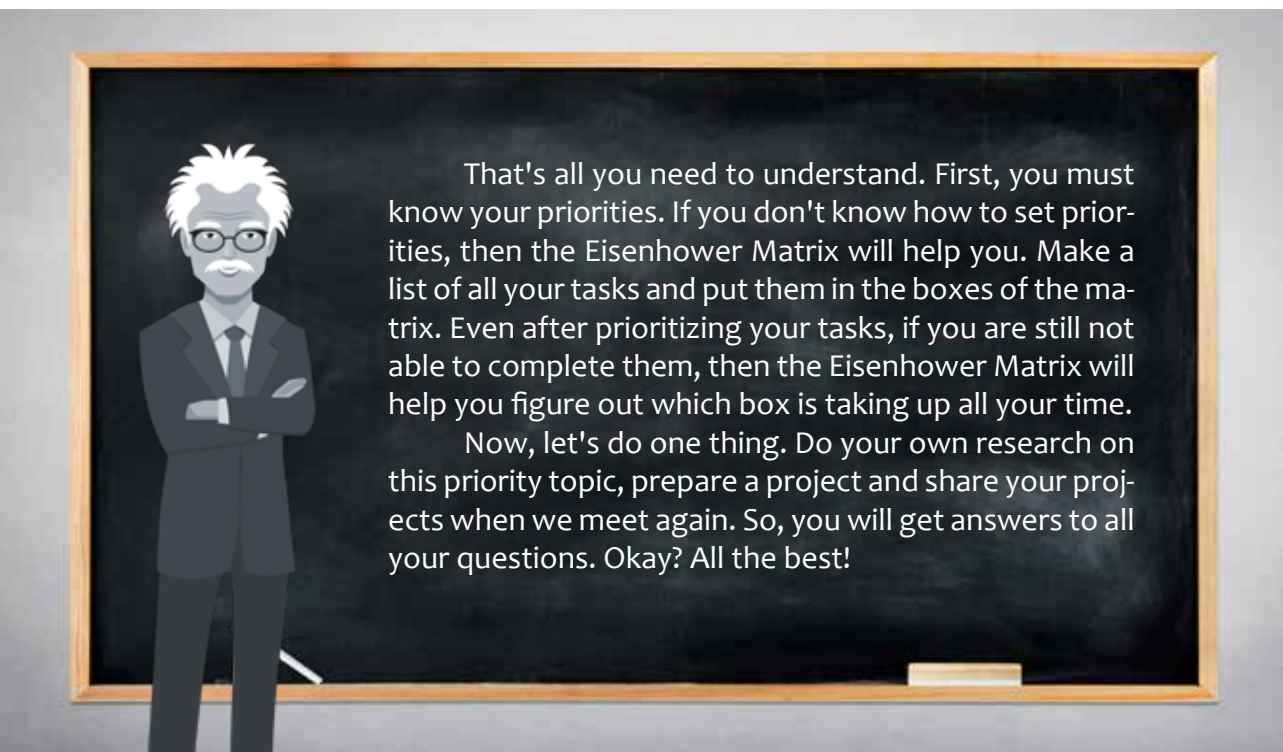 That's all you need to understand. First, you must
know your priorities. If you don't know how to set prior-
ities, then the Eisenhower Matrix will help you. Make a
list of all your tasks and put them in the boxes of the ma-
trix. Even after prioritizing your tasks, if you are still not
able to complete them, then the Eisenhower Matrix will
help you figure out which box is taking up all your time.
Now, let's do one thing. Do your own research on
this priority topic, prepare a project and share your proj-
ects when we meet again. So, you will get answers to all
your questions. Okay? All the best!